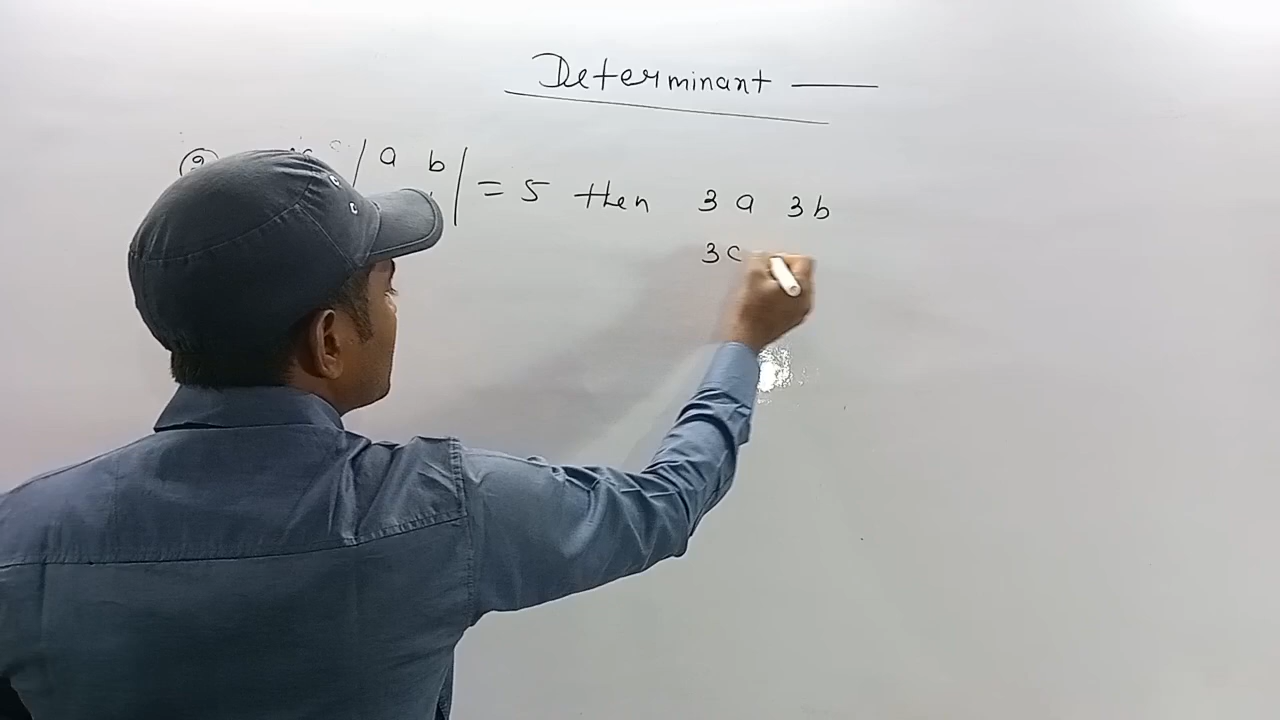 Determinant
a b = 5 then 3a 3b
3c